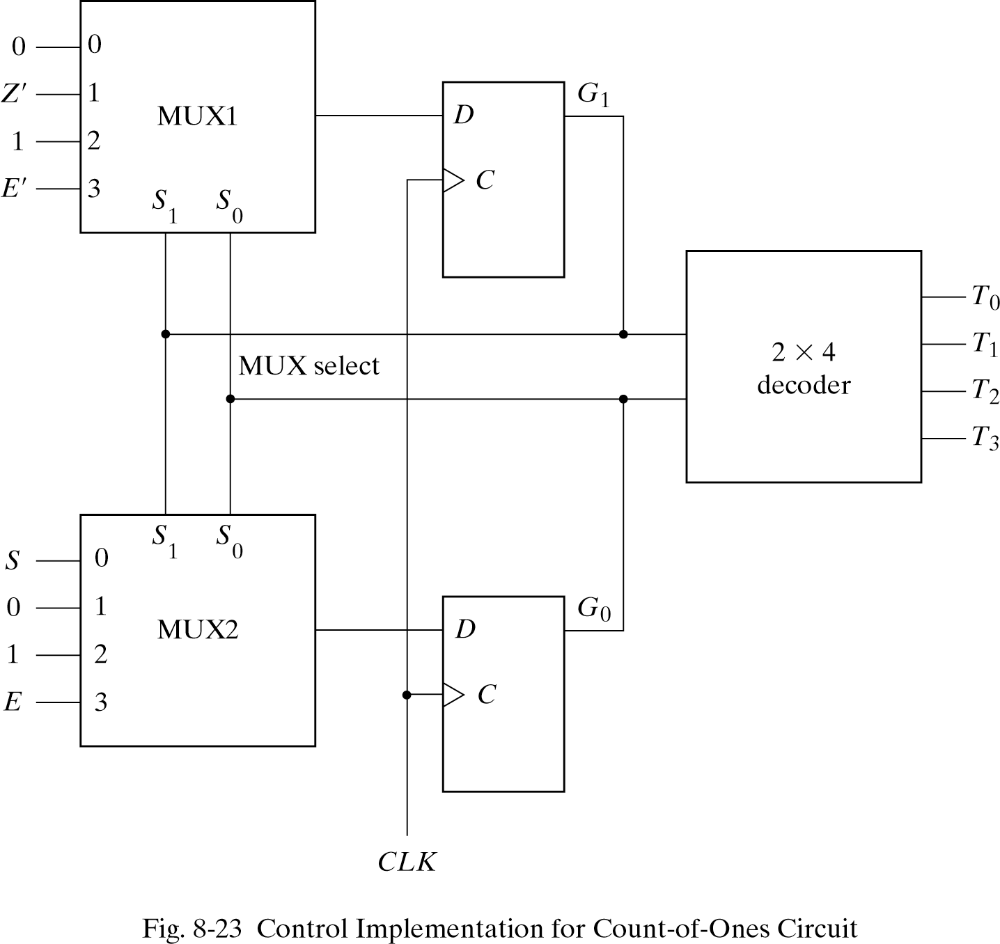 0 0
Z′ 1
MUX1
1 2
E′ 3
S1 S0
D
C
G1
MUX select
2 × 4
decoder
T0
T1
T2
T3
S1 S0
S 0
0 1
MUX2
1 2
E 3
D
C
G0
CLK
Fig. 8-23 Control Implementation for Count-of-Ones Circuit